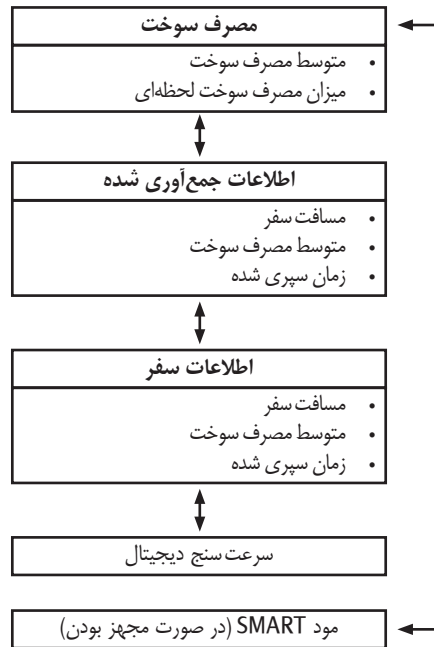 مصرف سوخت
• متوسط مصرف سوخت
• میزان مصرف سوخت لحظه‌ای
اطلاعات جمع‌آوری شده
• مسافت سفر
• متوسط مصرف سوخت
• زمان سپری شده
اطلاعات سفر
• مسافت سفر
• متوسط مصرف سوخت
• زمان سپری شده
سرعت سنج دیجیتال
مود SMART (در صورت مجهز بودن)